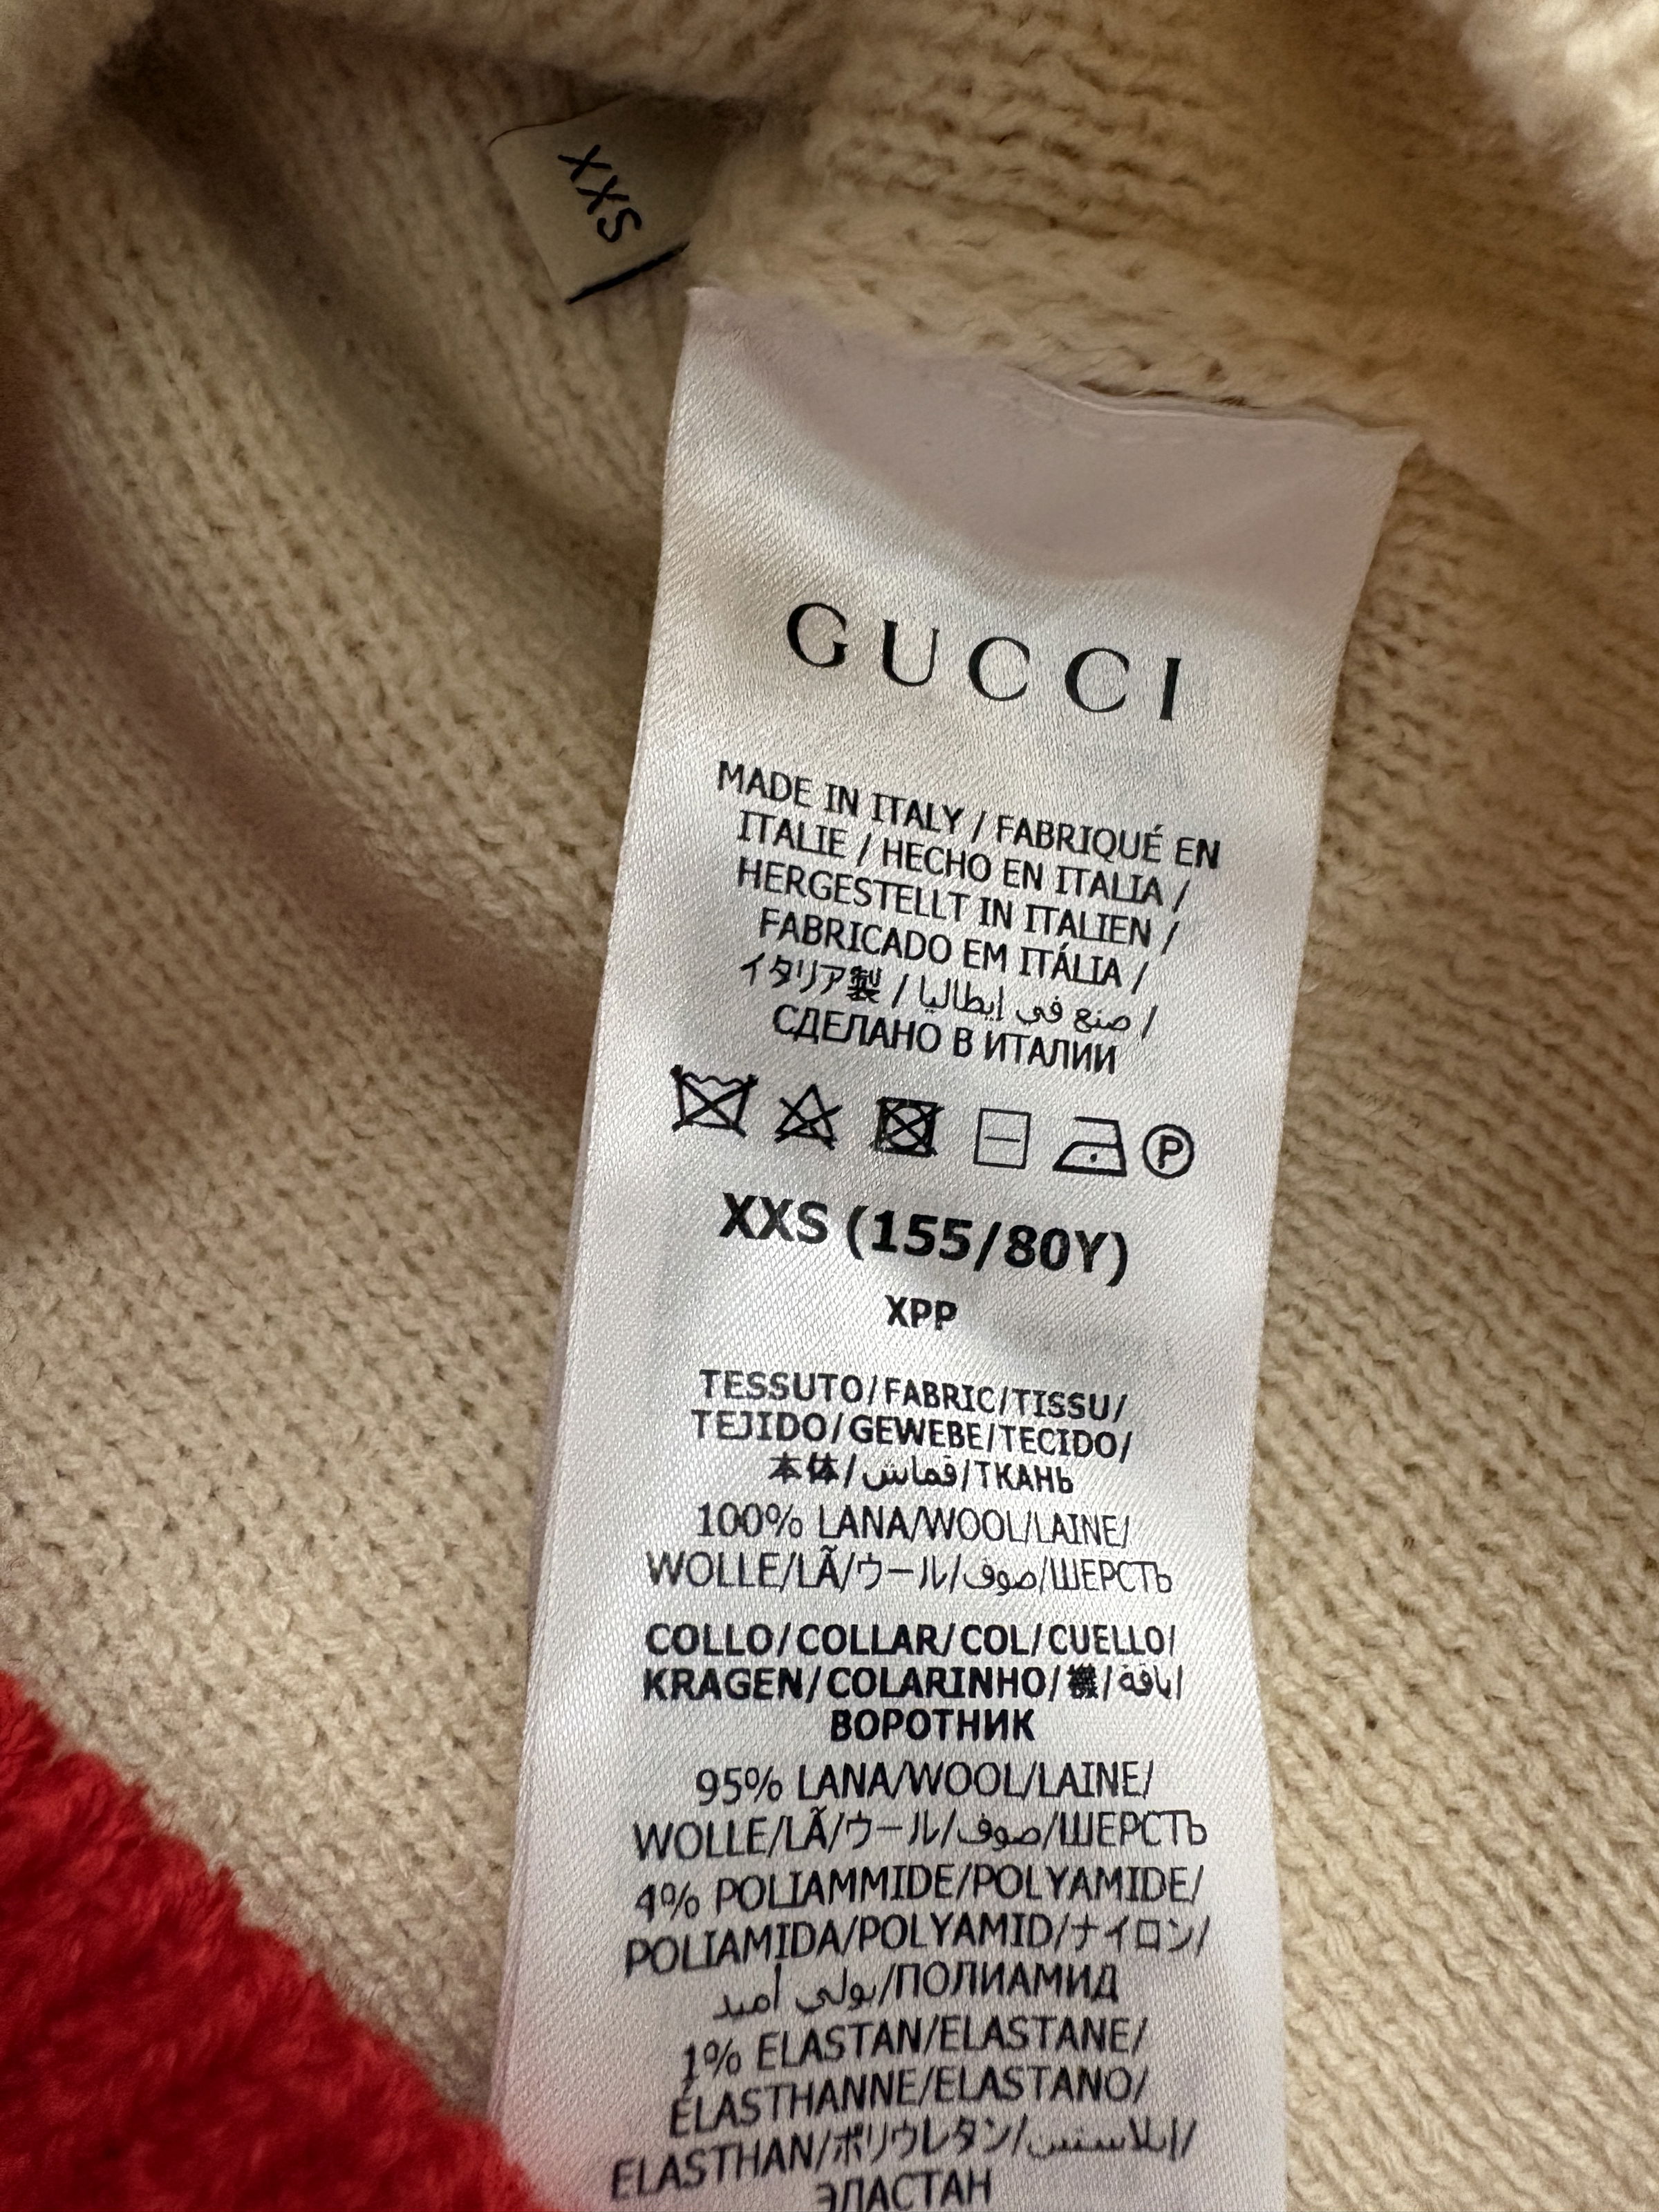 XXS
GUCCI
MADE IN ITALY / FABRIQUÉ EN
ITALIE / HECHO EN ITALIA /
HERGESTELLT IN ITALIEN /
FABRICADO EM ITÁLIA /
イタリア製 / صنع في إيطاليا /
СДЕЛАНО В ИТАЛИИ
P
XXS (155/80Y)
XPP
TESSUTO/FABRIC/TISSU/
TEJIDO/GEWEBE/TECIDO/
本体/قماش/ТКАНЬ
100% LANA/WOOL/LAINE/
WOLLE/LÃ/ウール/صوف/ШЕРСТЬ
COLLO/COLLAR/COL/CUELLO/
KRAGEN/COLARINHO/襟/ياقة/
ВОРОТНИК
95% LANA/WOOL/LAINE/
WOLLE/LÃ/ウール/صوف/ШЕРСТЬ
4% POLIAMMIDE/POLYAMIDE/
POLIAMIDA/POLYAMID/ナイロン/
بولي أميد/ПОЛИАМИД
1% ELASTAN/ELASTANE/
ÉLASTHANNE/ELASTANO/
ELASTHAN/ポリウレタン/إيلاستين/
ЭЛАСТАН